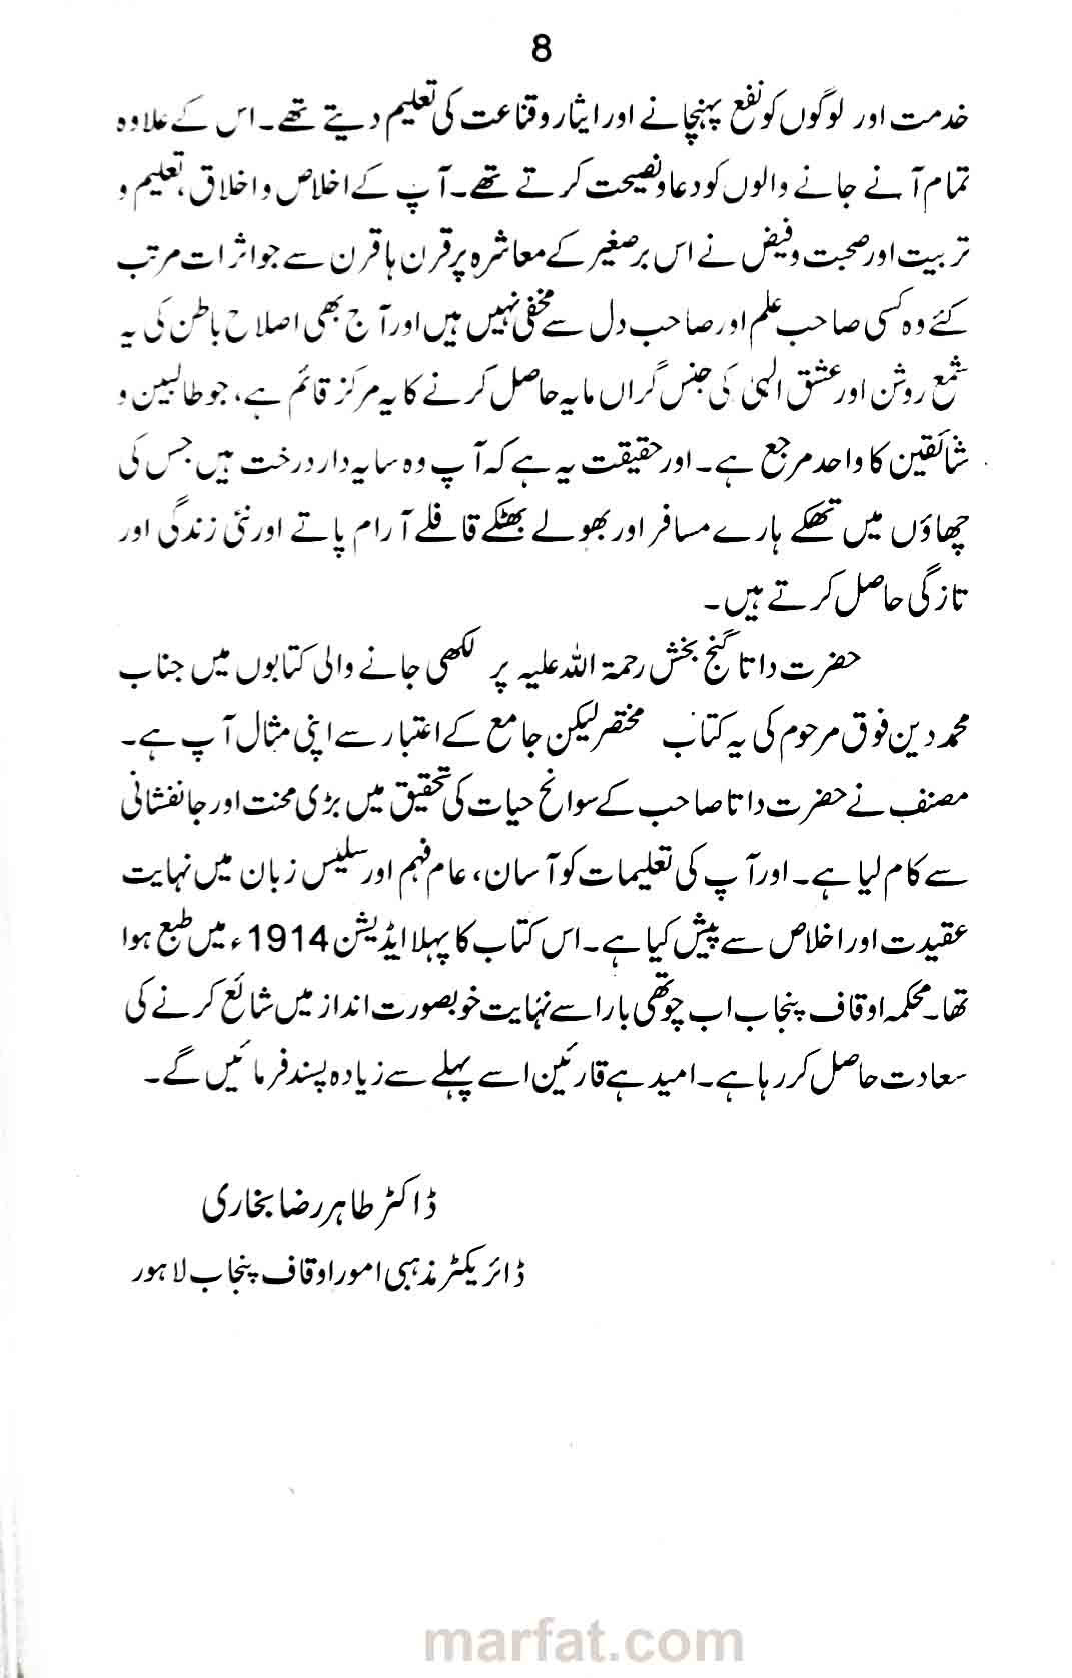 8
خدمت اور لوگوں کو نفع پہنچانے اور ایثار و قناعت کی تعلیم دیتے تھے۔ اس کے علاوہ
تمام آنے جانے والوں کو دعا و نصیحت کرتے تھے۔ آپ کے اخلاص و اخلاق، تعلیم و
تربیت اور صحبت و فیض نے اس برصغیر کے معاشرہ پر قرن ہا قرن سے جو اثرات مرتب
کئے وہ کسی صاحب علم اور صاحب دل سے مخفی نہیں ہیں اور آج بھی اصلاح باطن کی یہ
شمع روشن اور عشق الہیٰ کی جنس گراں مایہ حاصل کرنے کا یہ مرکز قائم ہے، جو طالبین و
شائقین کا واحد مرجع ہے۔ اور حقیقت یہ ہے کہ آپ وہ سایہ دار درخت ہیں جس کی
چھاؤں میں تھکے ہارے مسافر اور بھولے بھٹکے قافلے آرام پاتے اور نئی زندگی اور
تازگی حاصل کرتے ہیں۔
حضرت داتا گنج بخش رحمۃ اللہ علیہ پر لکھی جانے والی کتابوں میں جناب
محمد دین فوق مرحوم کی یہ کتاب مختصر لیکن جامع کے اعتبار سے اپنی مثال آپ ہے۔
مصنف نے حضرت داتا صاحب کے سوانح حیات کی تحقیق میں بڑی محنت اور جانفشانی
سے کام لیا ہے۔ اور آپ کی تعلیمات کو آسان، عام فہم اور سلیس زبان میں نہایت
عقیدت اور اخلاص سے پیش کیا ہے۔ اس کتاب کا پہلا ایڈیشن 1914ء میں طبع ہوا
تھا۔ محکمہ اوقاف پنجاب اب چوتھی بار اسے نہایت خوبصورت انداز میں شائع کرنے کی
سعادت حاصل کر رہا ہے۔ امید ہے قارئین اسے پہلے سے زیادہ پسند فرمائیں گے۔
ڈاکٹر طاہر رضا بخاری
ڈائریکٹر مذہبی امور اوقاف پنجاب لاہور
marfat.com